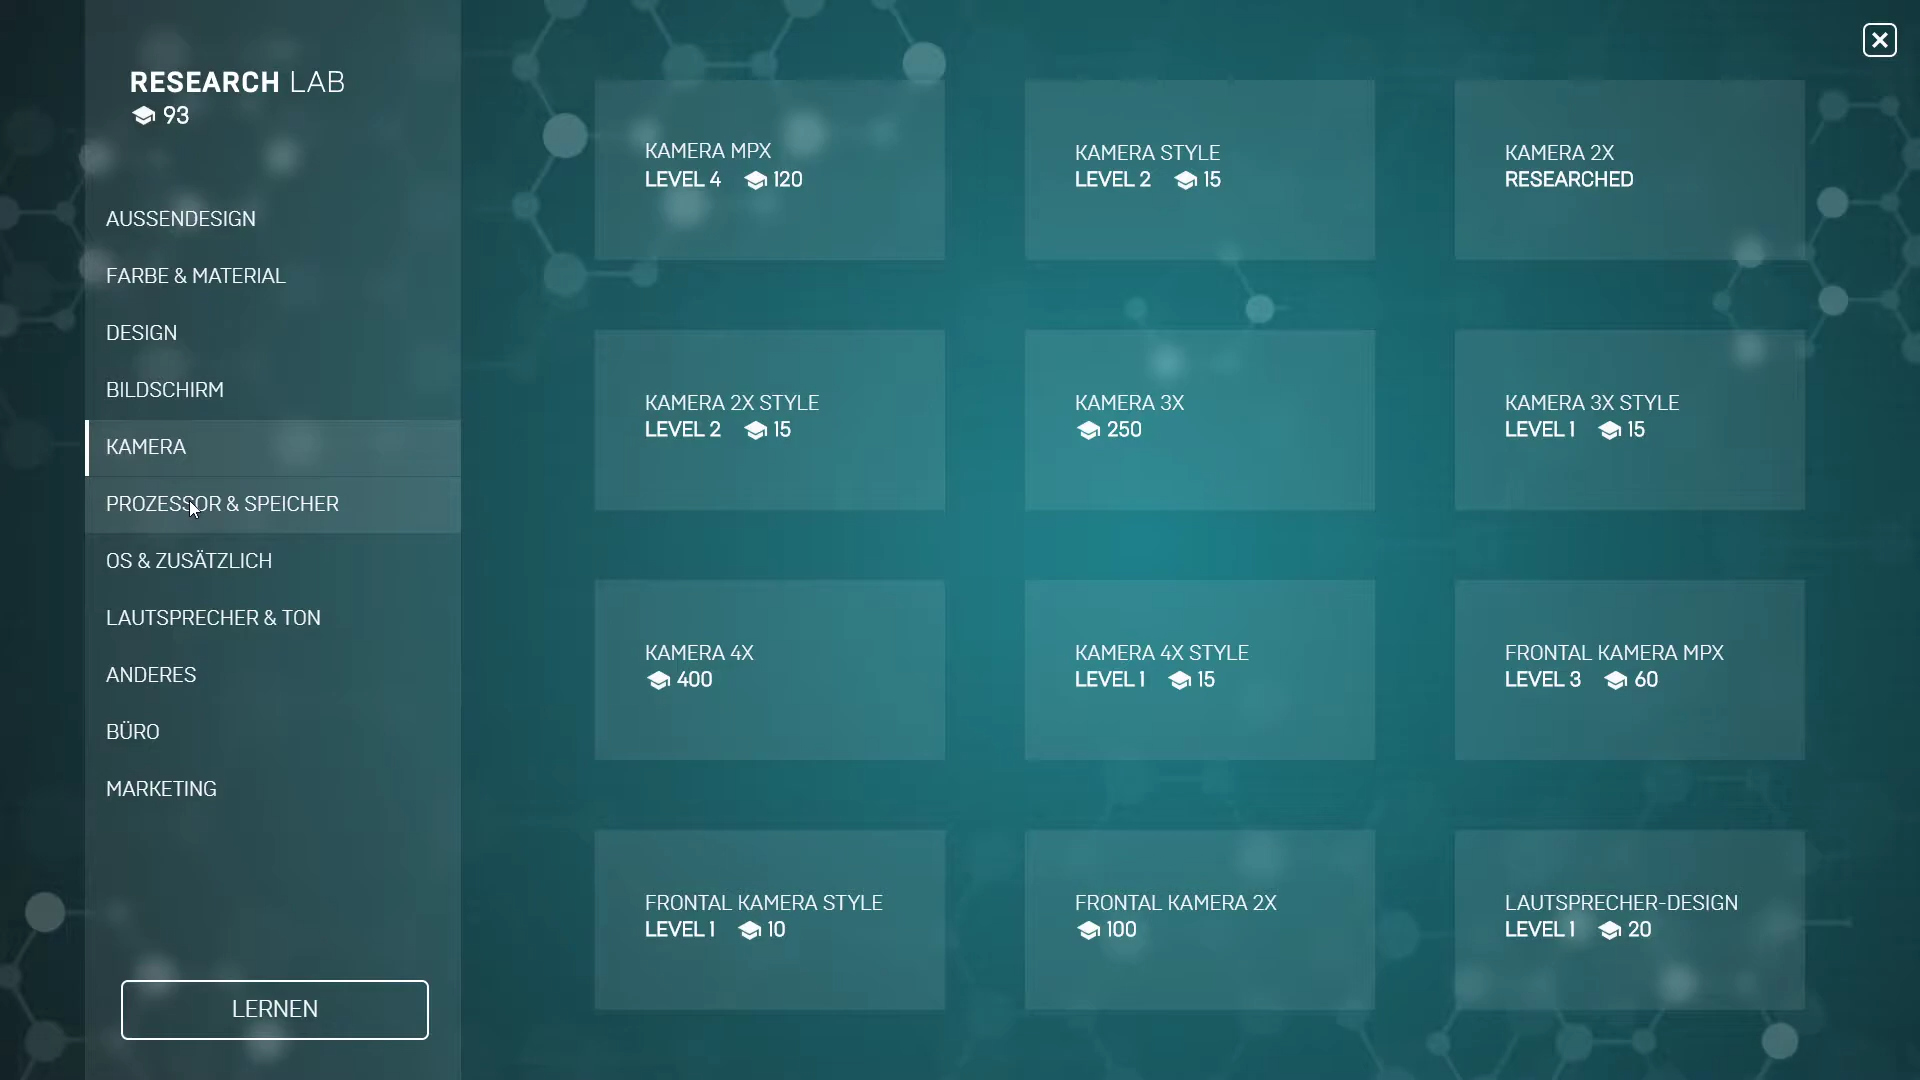 RESEARCH LAB
93
AUSSENDESIGN
FARBE & MATERIAL
DESIGN
BILDSCHIRM
KAMERA
PROZESSOR & SPEICHER
OS & ZUSÄTZLICH
LAUTSPRECHER & TON
ANDERES
BÜRO
MARKETING
LERNEN
KAMERA MPX
LEVEL 4 120
KAMERA STYLE
LEVEL 2 15
KAMERA 2X
RESEARCHED
KAMERA 2X STYLE
LEVEL 2 15
KAMERA 3X
250
KAMERA 3X STYLE
LEVEL 1 15
KAMERA 4X
400
KAMERA 4X STYLE
LEVEL 1 15
FRONTAL KAMERA MPX
LEVEL 3 60
FRONTAL KAMERA STYLE
LEVEL 1 10
FRONTAL KAMERA 2X
100
LAUTSPRECHER-DESIGN
LEVEL 1 20